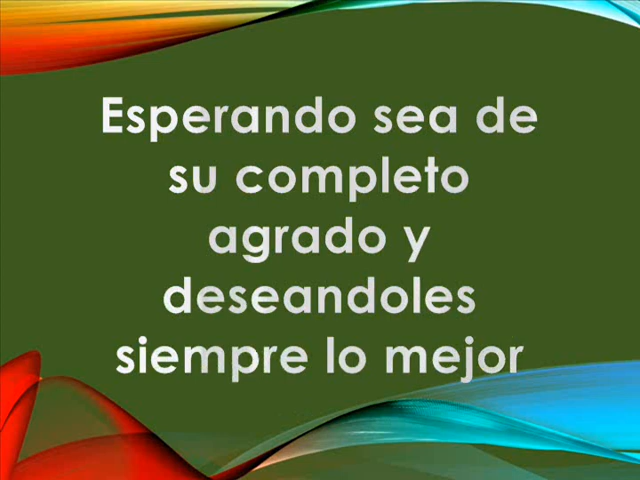 Esperando sea de
su completo
agrado y
deseandoles
siempre lo mejor